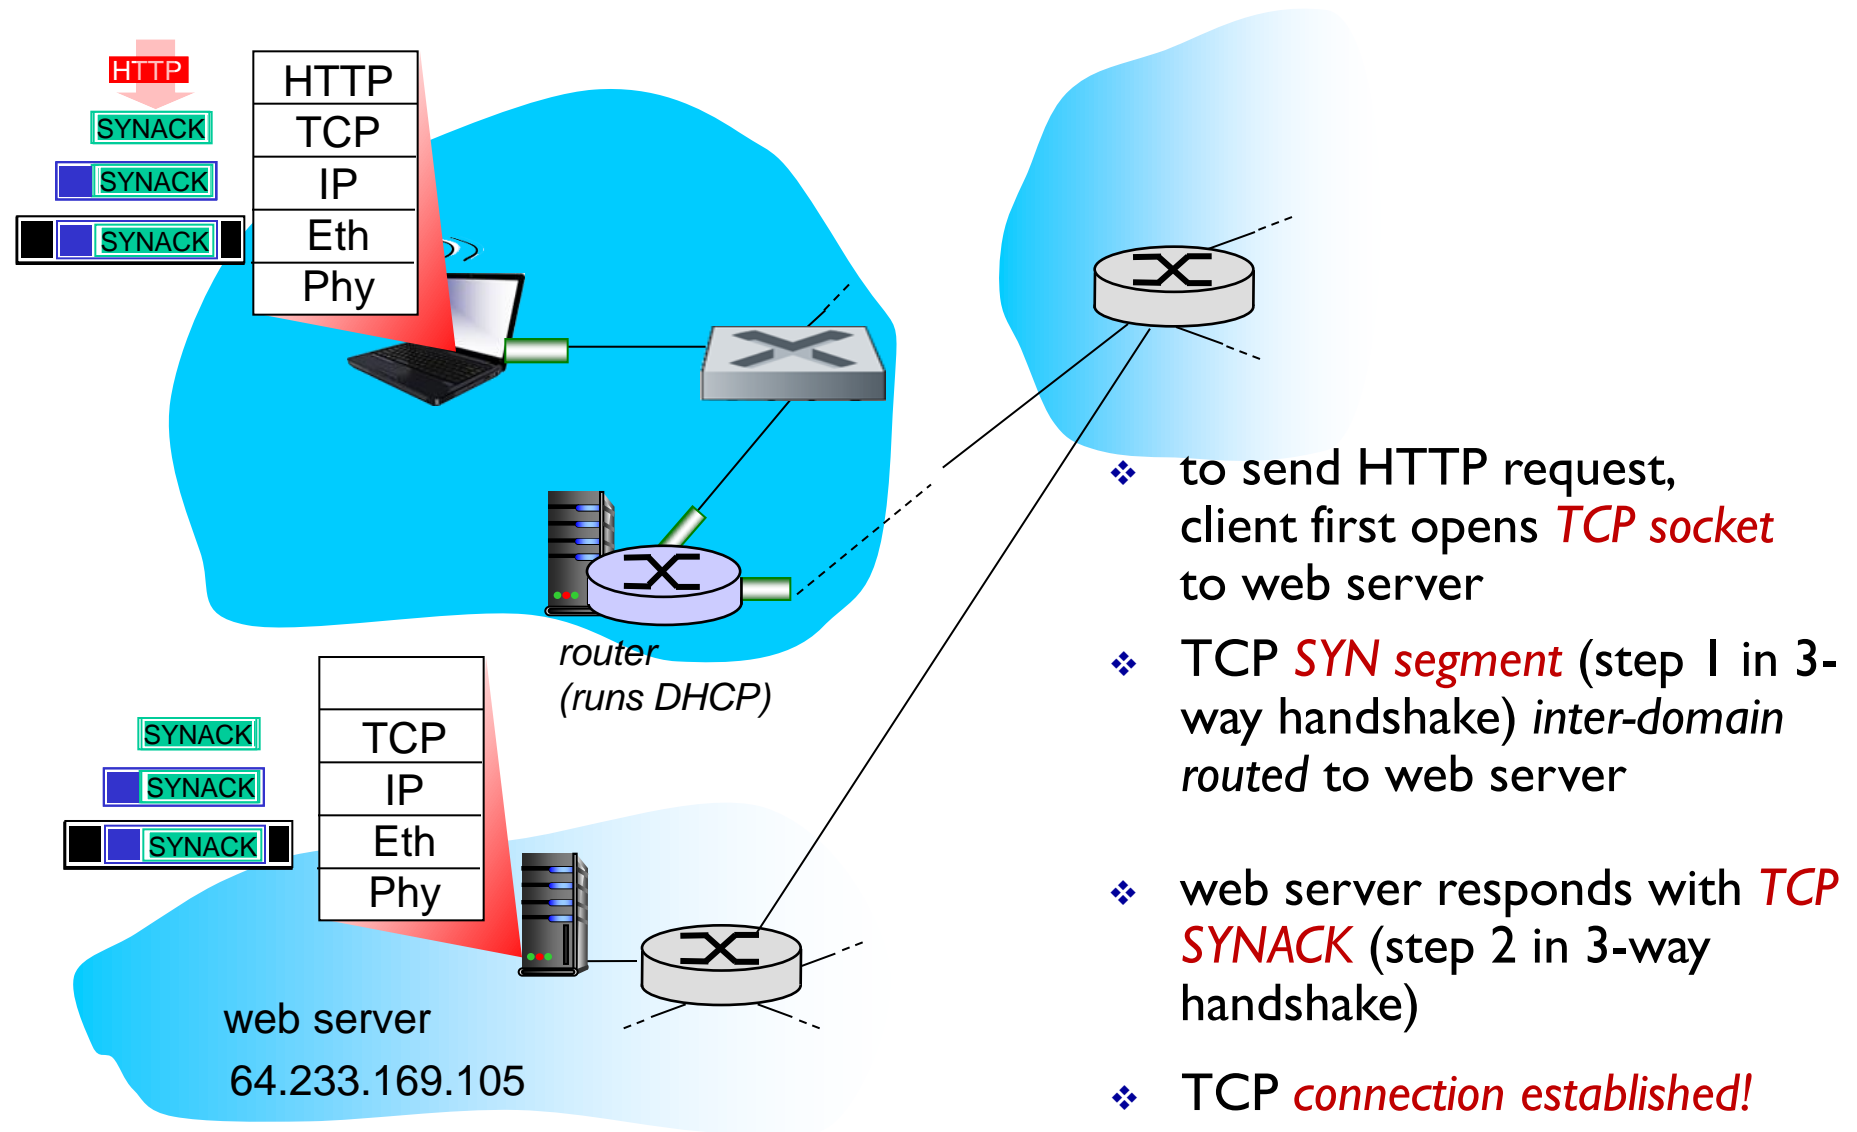 HTTP
SYNACK
SYNACK
SYNACK
HTTP
TCP
IP
Eth
Phy
router
(runs DHCP)
SYNACK
SYNACK
SYNACK
TCP
IP
Eth
Phy
web server
64.233.169.105
to send HTTP request,
client first opens TCP socket
to web server
TCP SYN segment (step 1 in 3-
way handshake) inter-domain
routed to web server
web server responds with TCP
SYNACK (step 2 in 3-way
handshake)
TCP connection established!